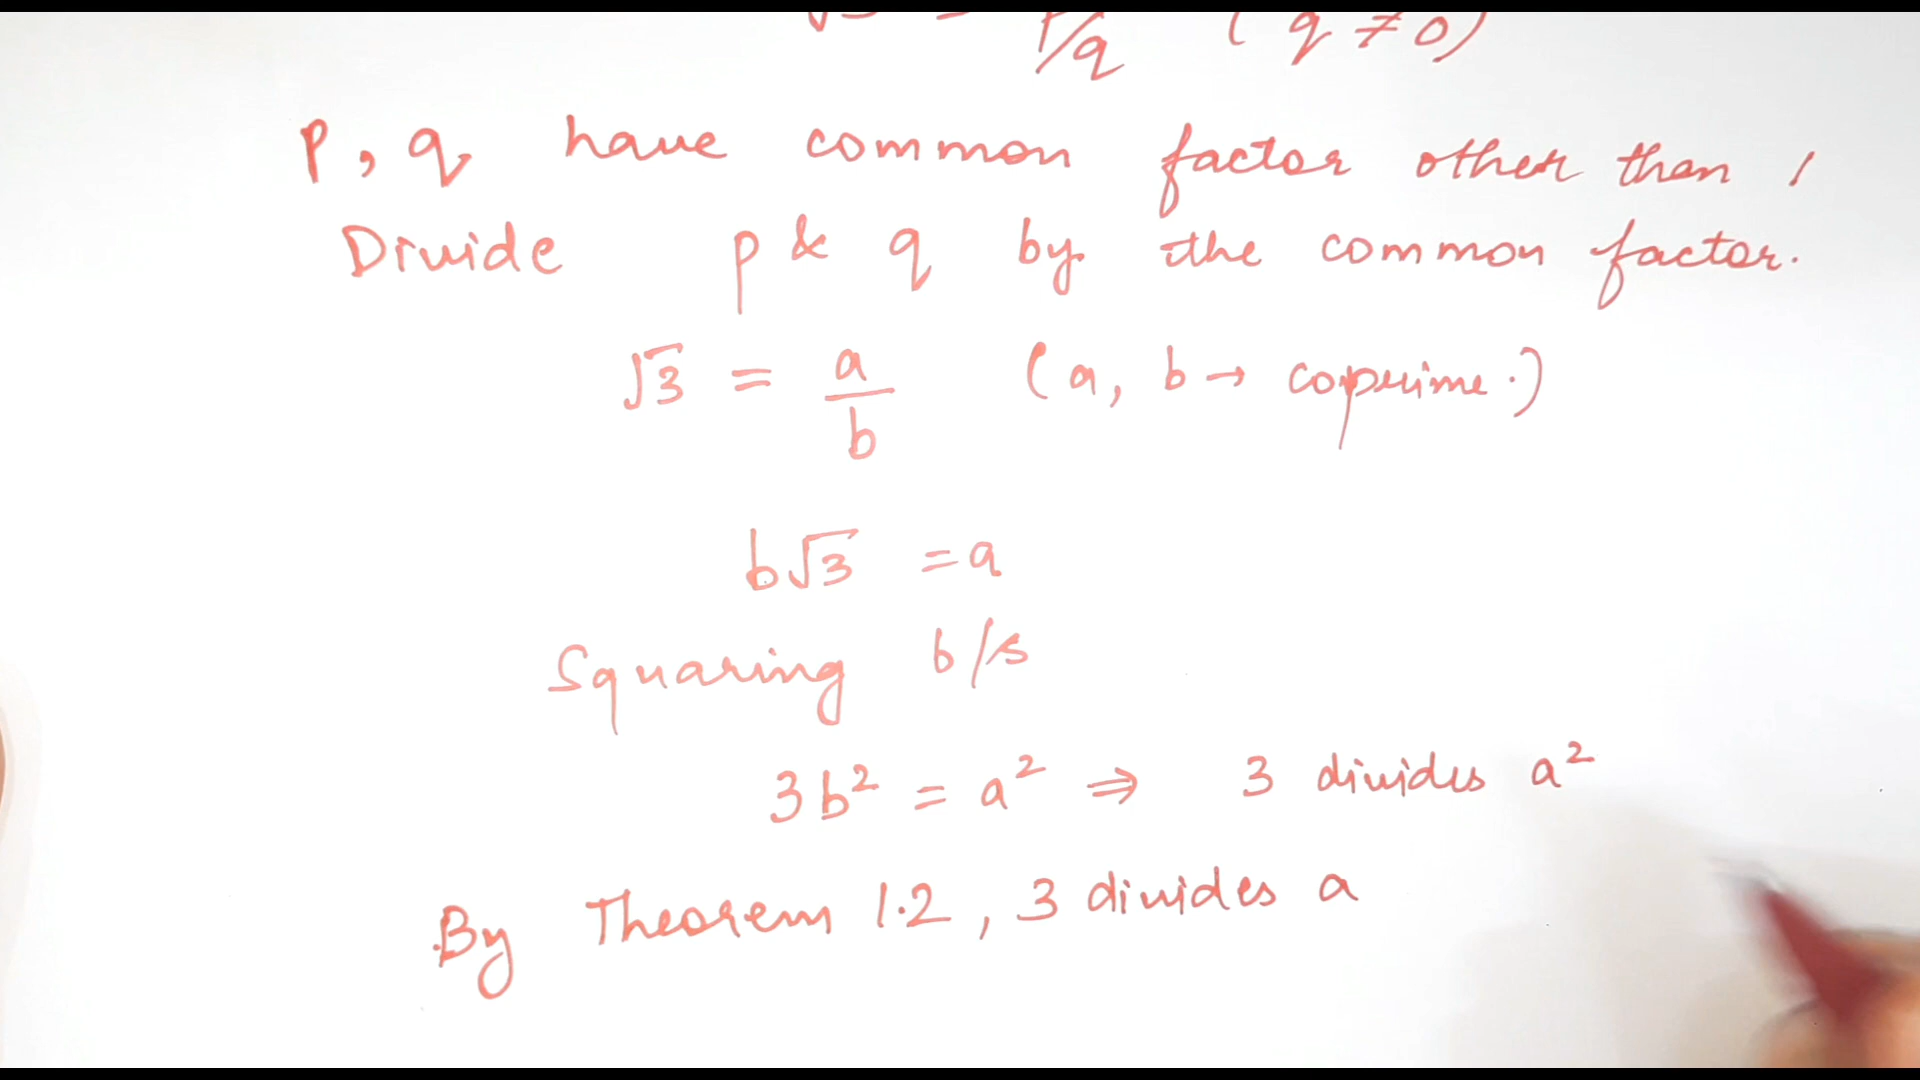 √3 = p/q (q ≠ 0)
P, q have common factor other than 1
Divide p & q by the common factor.
√3 = a/b (a, b → coprime.)
b√3 = a
Squaring b/s
3b² = a² ⇒ 3 divides a²
By Theorem 1.2, 3 divides a